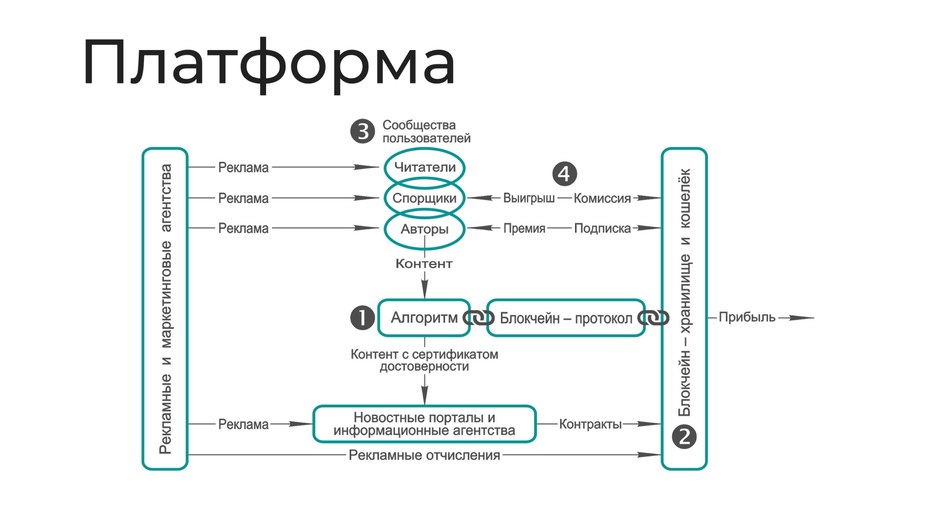 Платформа
3 Сообщества
пользователей
Рекламные и маркетинговые агентства
Реклама
Читатели
Реклама
Спорщики
4
Выигрыш
Комиссия
Реклама
Авторы
Премия
Подписка
Контент
1
Алгоритм
Блокчейн – протокол
Блокчейн – хранилище и кошелёк
2
Прибыль
Контент с сертификатом
достоверности
Реклама
Новостные порталы и
информационные агентства
Контракты
Рекламные отчисления